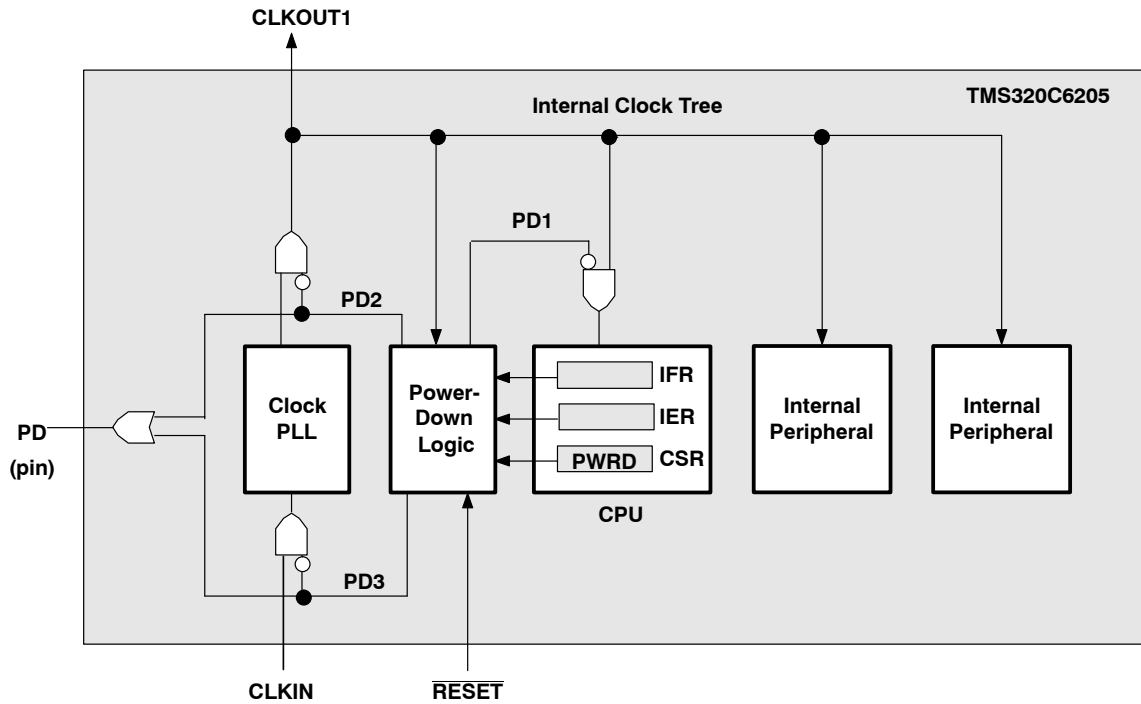 CLKOUT1
TMS320C6205
Internal Clock Tree
PD1
PD2
Clock
PLL
Power-
Down
Logic
IFR
IER
PWRD
CSR
CPU
Internal
Peripheral
Internal
Peripheral
PD
(pin)
PD3
CLKIN
RESET